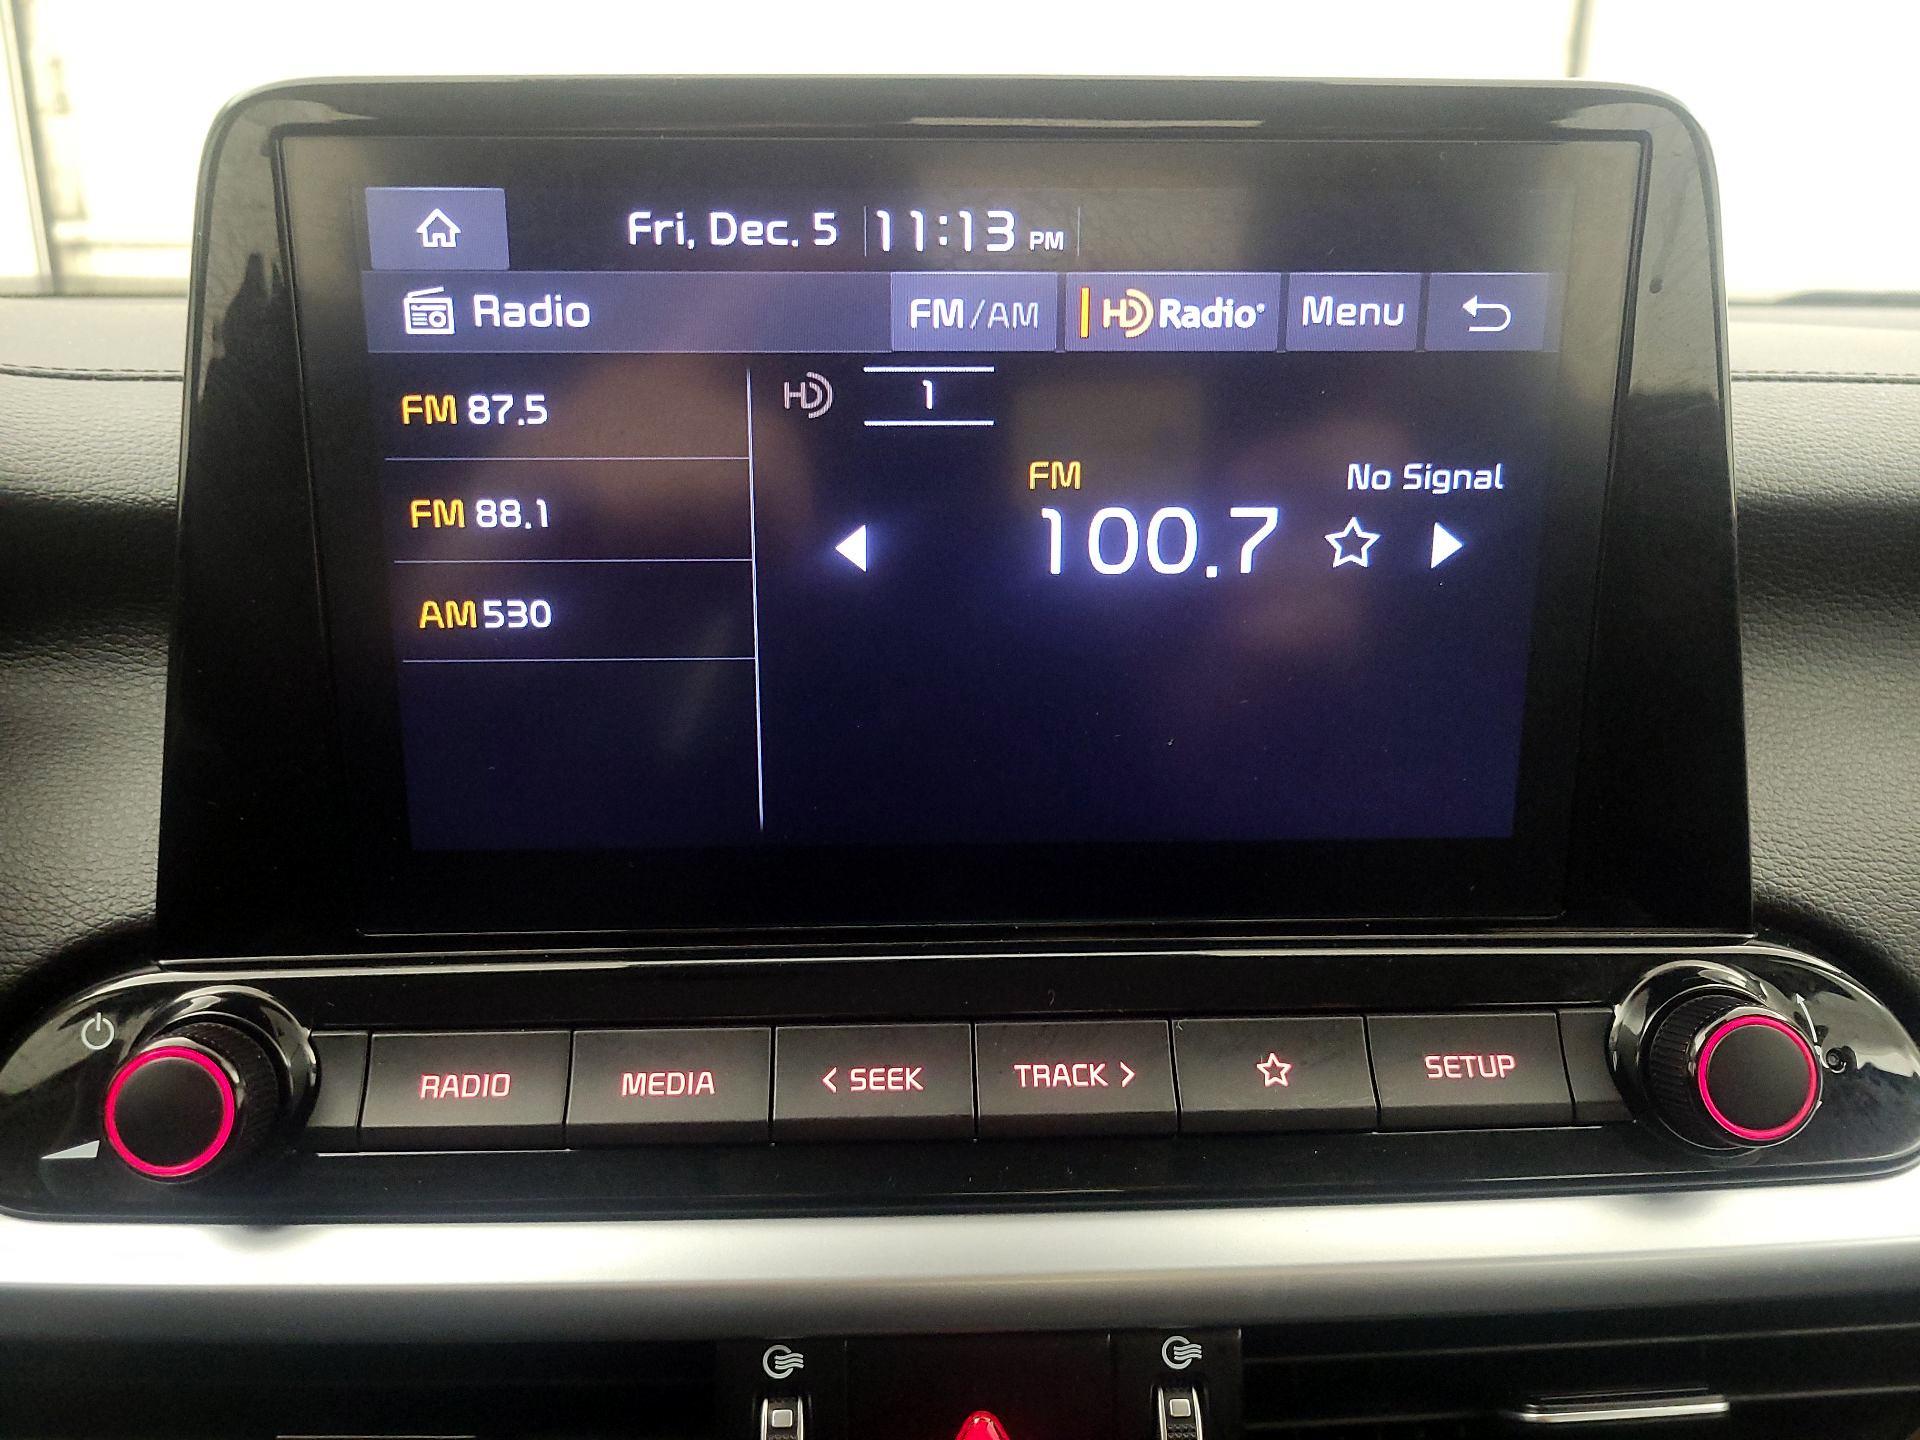 Fri, Dec. 5 11:13 PM
Radio FM/AM HD Radio Menu
FM 87.5
HD 1
FM 88.1
FM No Signal
100.7
AM 530
RADIO MEDIA < SEEK TRACK > SETUP